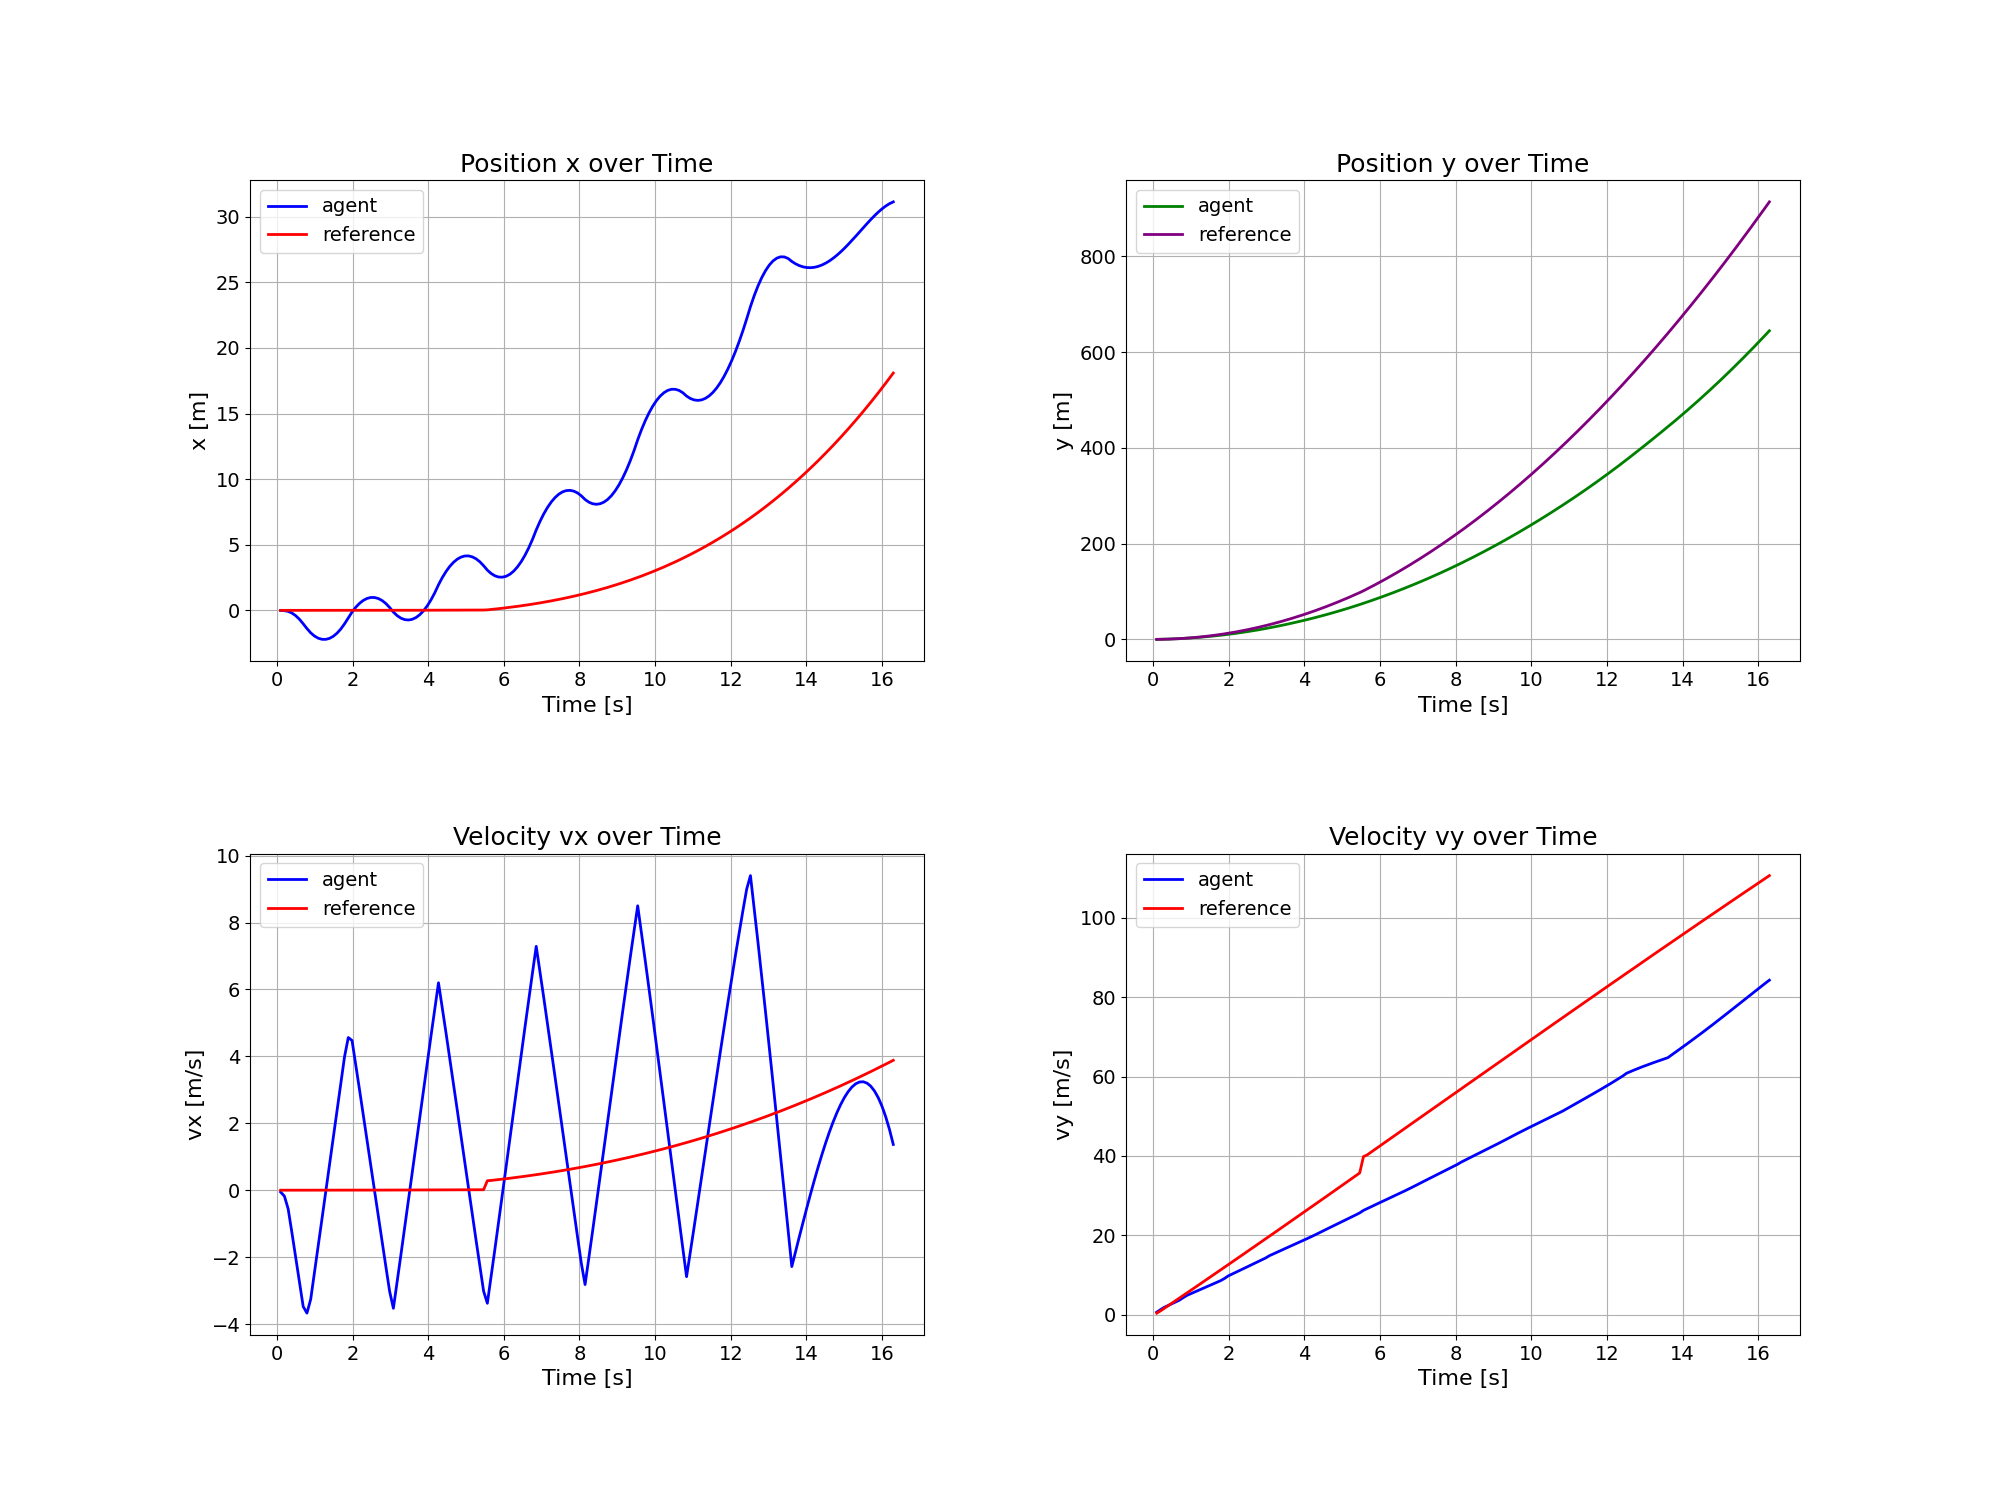 Position x over Time
agent
reference
30
25
20
15
10
5
0
x [m]
0 2 4 6 8 10 12 14 16
Time [s]
Position y over Time
agent
reference
800
600
400
200
0
y [m]
0 2 4 6 8 10 12 14 16
Time [s]
Velocity vx over Time
agent
reference
10
8
6
4
2
0
−2
−4
vx [m/s]
0 2 4 6 8 10 12 14 16
Time [s]
Velocity vy over Time
agent
reference
100
80
60
40
20
0
vy [m/s]
0 2 4 6 8 10 12 14 16
Time [s]